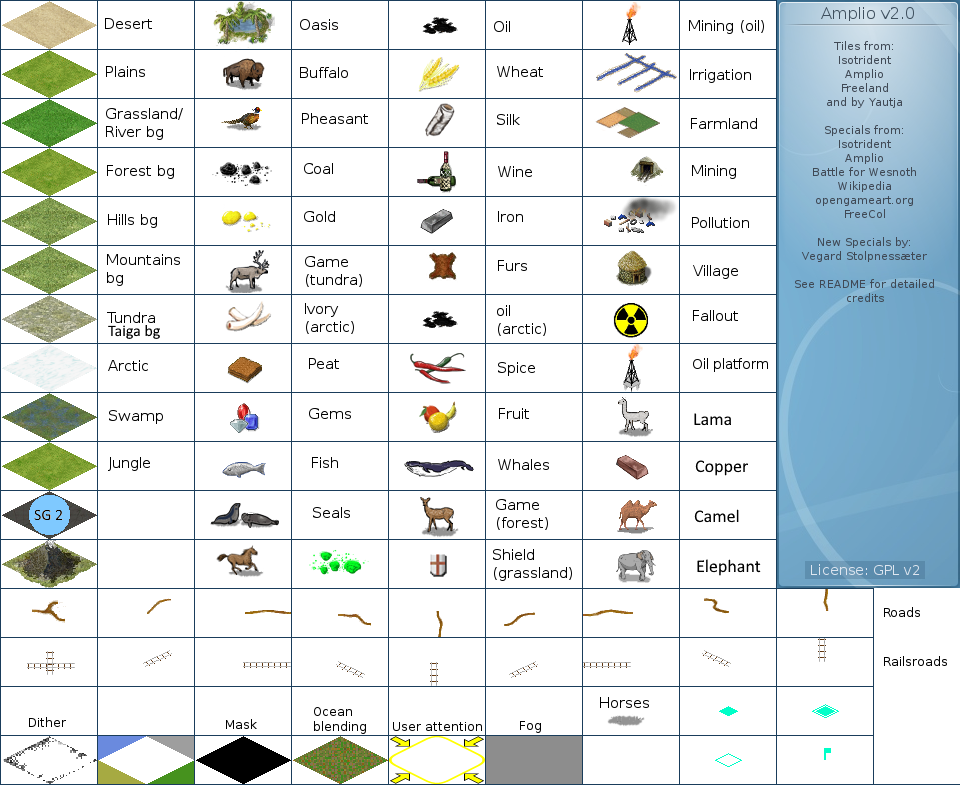 Desert
Oasis
Oil
Mining (oil)
Plains
Buffalo
Wheat
Irrigation
Grassland/
River bg
Pheasant
Silk
Farmland
Forest bg
Coal
Wine
Mining
Hills bg
Gold
Iron
Pollution
Mountains
bg
Game
(tundra)
Furs
Village
Tundra
Taiga bg
Ivory
(arctic)
oil
(arctic)
Fallout
Arctic
Peat
Spice
Oil platform
Swamp
Gems
Fruit
Lama
Jungle
Fish
Whales
Copper
SG 2
Seals
Game
(forest)
Camel
Shield
(grassland)
Elephant
Roads
Railsroads
Dither
Mask
Ocean
blending
User attention
Fog
Horses
Amplio v2.0
Tiles from:
Isotrident
Amplio
Freeland
and by Yautja
Specials from:
Isotrident
Amplio
Battle for Wesnoth
Wikipedia
opengameart.org
FreeCol
New Specials by:
Vegard Stolpnessæter
See README for detailed
credits
License: GPL v2